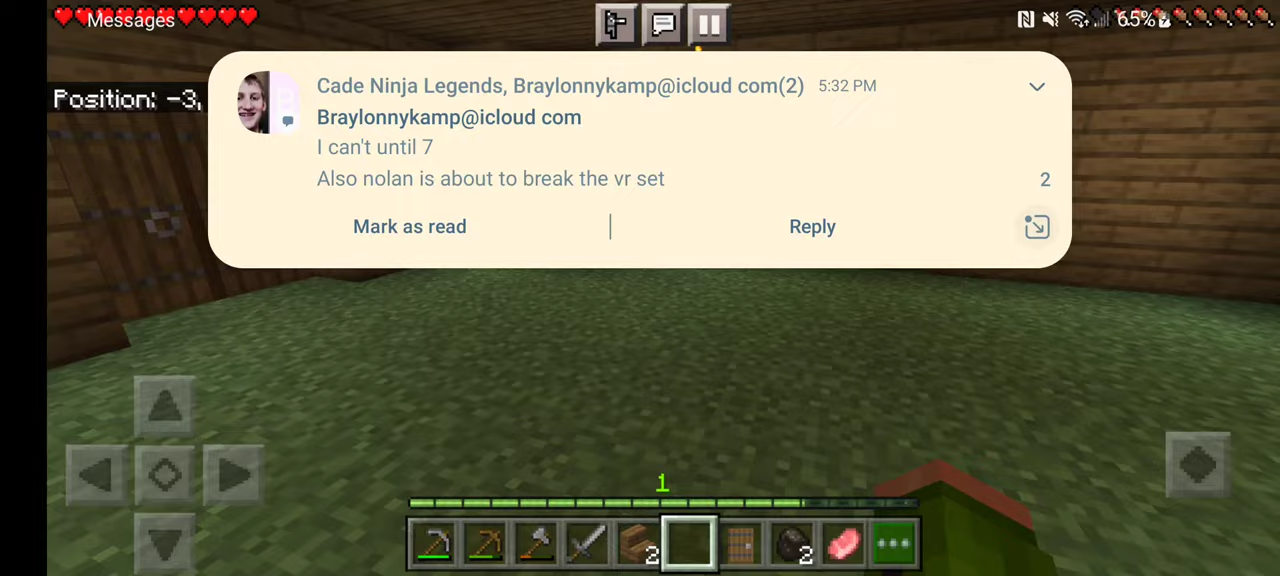 Messages
65%
Position: -3,
Cade Ninja Legends, Braylonnykamp@icloud com(2) 5:32 PM
Braylonnykamp@icloud com
I can't until 7
Also nolan is about to break the vr set
2
Mark as read
Reply
1
2
2